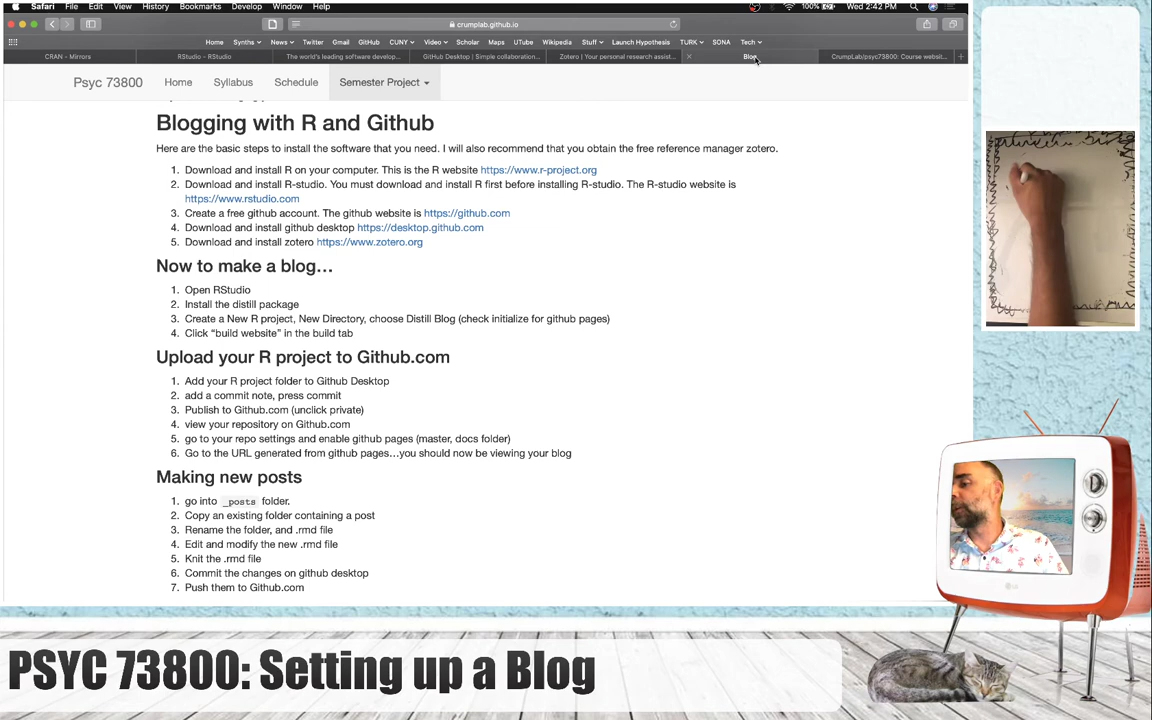 Safari File Edit View History Bookmarks Develop Window Help 100% Wed 2:42 PM
crumplab.github.io
Home Synths News Twitter Gmail GitHub CUNY Video Scholar Maps UTube Wikipedia Stuff Launch Hypothesis TURK SONA Tech
CRAN - Mirrors RStudio - RStudio The world's leading software develop... GitHub Desktop | Simple collaboration... Zotero | Your personal research assist... Blog CrumpLab/psyc73800: Course websit...
Psyc 73800 Home Syllabus Schedule Semester Project
Blogging with R and Github
Here are the basic steps to install the software that you need. I will also recommend that you obtain the free reference manager zotero.
1. Download and install R on your computer. This is the R website https://www.r-project.org
2. Download and install R-studio. You must download and install R first before installing R-studio. The R-studio website is
https://www.rstudio.com
3. Create a free github account. The github website is https://github.com
4. Download and install github desktop https://desktop.github.com
5. Download and install zotero https://www.zotero.org
Now to make a blog…
1. Open RStudio
2. Install the distill package
3. Create a New R project, New Directory, choose Distill Blog (check initialize for github pages)
4. Click “build website” in the build tab
Upload your R project to Github.com
1. Add your R project folder to Github Desktop
2. add a commit note, press commit
3. Publish to Github.com (unclick private)
4. view your repository on Github.com
5. go to your repo settings and enable github pages (master, docs folder)
6. Go to the URL generated from github pages…you should now be viewing your blog
Making new posts
1. go into _posts folder.
2. Copy an existing folder containing a post
3. Rename the folder, and .rmd file
4. Edit and modify the new .rmd file
5. Knit the .rmd file
6. Commit the changes on github desktop
7. Push them to Github.com
LG
PSYC 73800: Setting up a Blog